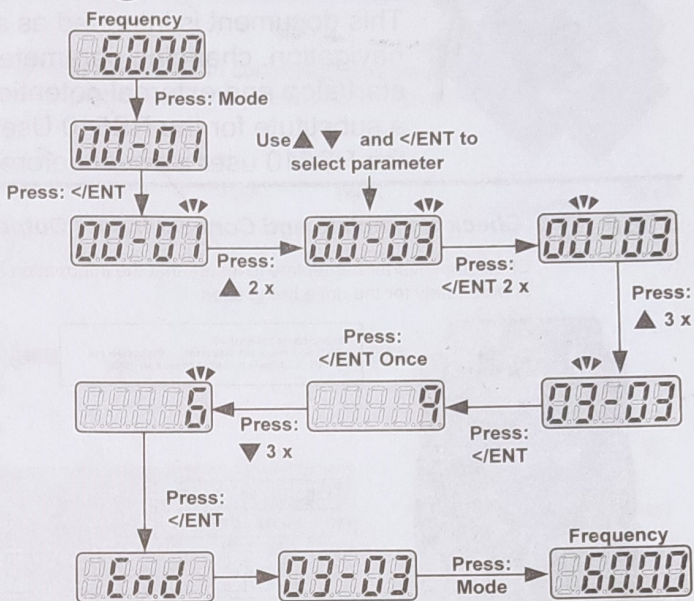 Frequency
60.00
Press: Mode
00-01
Use ▲ ▼ and </ENT to
select parameter
Press: </ENT
00-01
Press:
▲ 2 x
00-03
Press:
</ENT 2 x
00-03
Press:
▲ 3 x
03-03
Press:
</ENT
9
Press:
</ENT Once
Press:
▼ 3 x
6
Press:
</ENT
End
03-03
Press:
Mode
Frequency
60.00